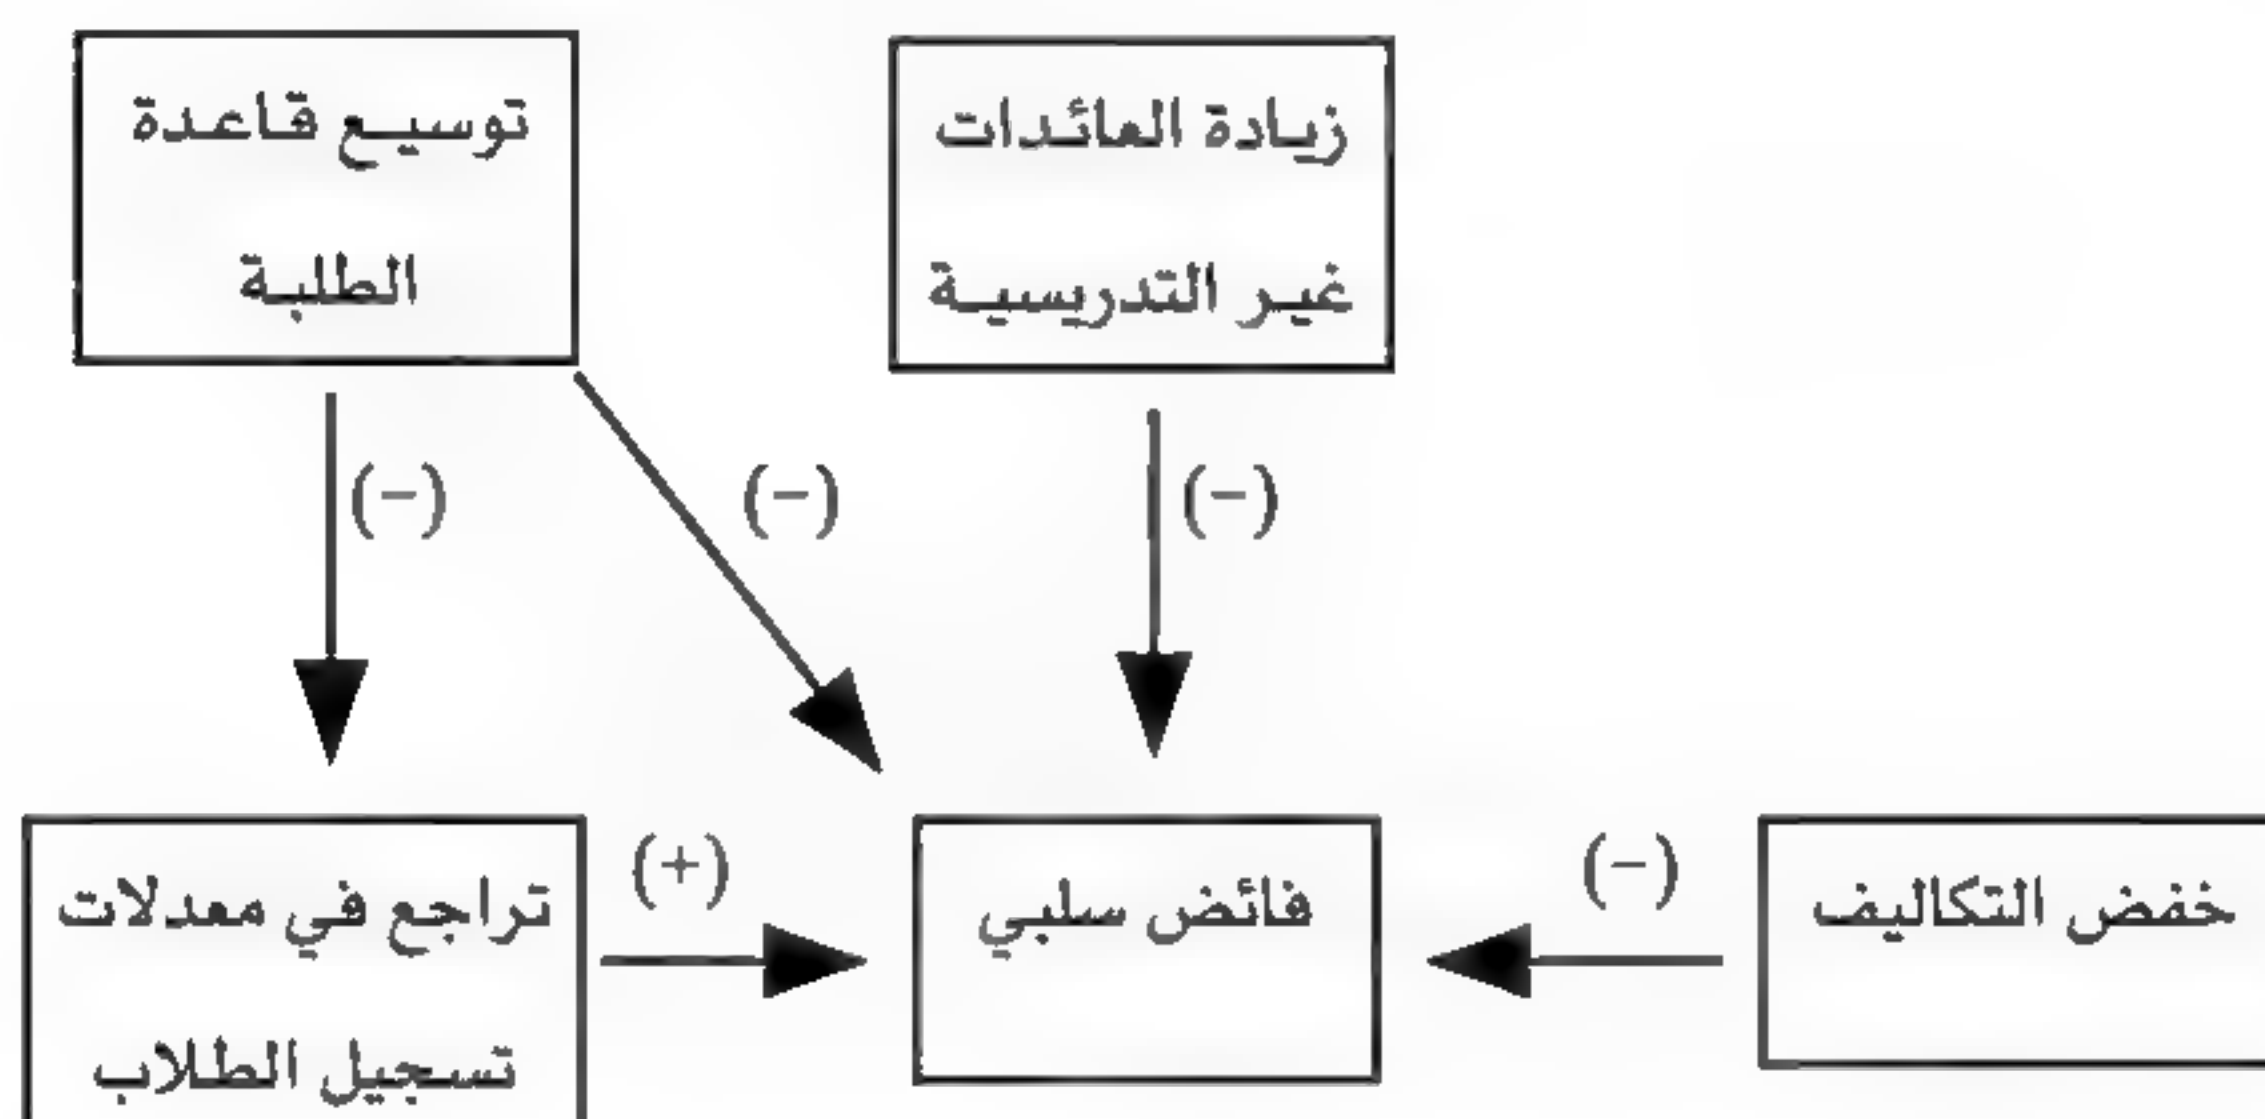 زيادة العائدات
غير التدريسية
توسيع قاعدة
الطلبة
(−)
(−)
(−)
خفض التكاليف
(−)
فائض سلبي
(+)
تراجع في معدلات
تسجيل الطلاب